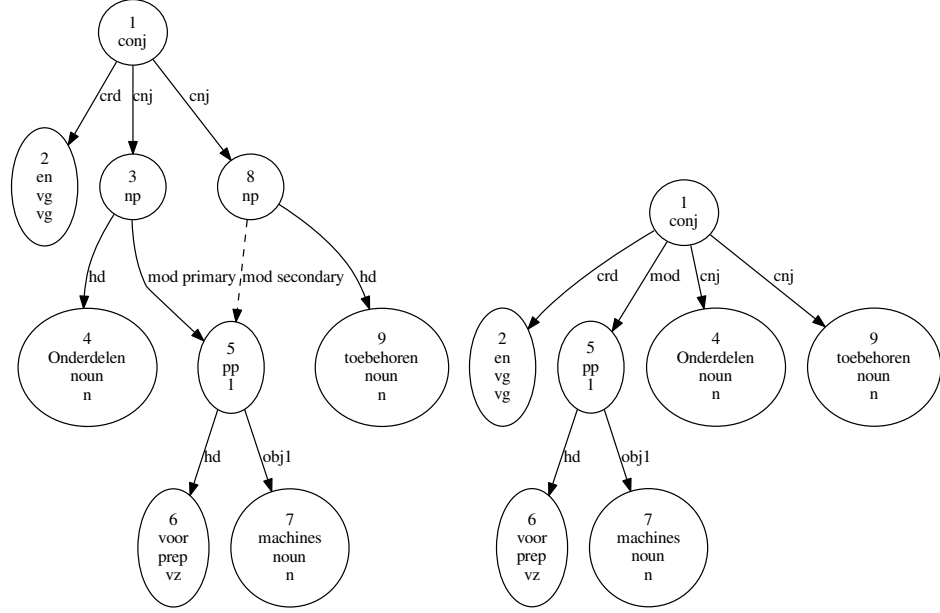 1
conj
crd
cnj
cnj
2
en
vg
vg
3
np
8
np
hd
mod primary
mod secondary
hd
4
Onderdelen
noun
n
5
pp
1
9
toebehoren
noun
n
hd
obj1
6
voor
prep
vz
7
machines
noun
n
1
conj
crd
mod
cnj
cnj
2
en
vg
vg
5
pp
1
4
Onderdelen
noun
n
9
toebehoren
noun
n
hd
obj1
6
voor
prep
vz
7
machines
noun
n